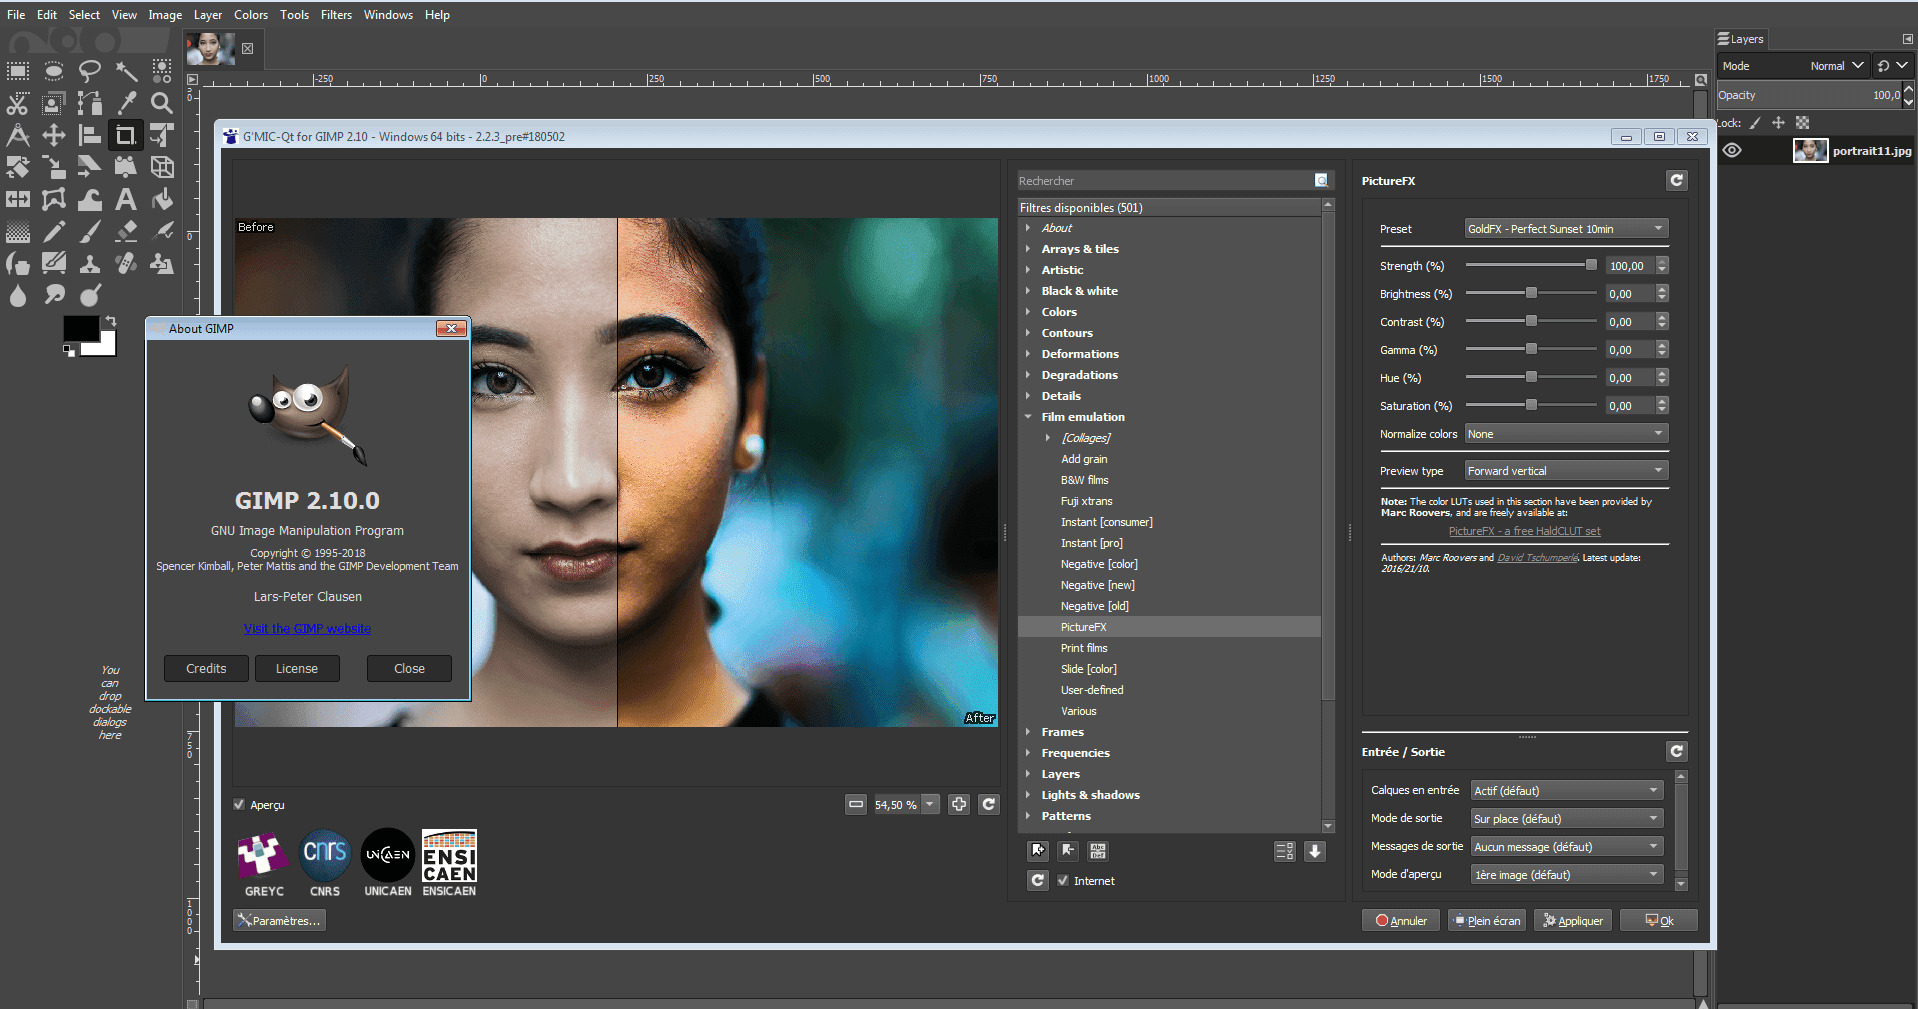 File Edit Select View Image Layer Colors Tools Filters Windows Help
-250 0 250 500 750 1000 1250 1500 1750
G'MIC-Qt for GIMP 2.10 - Windows 64 bits - 2.2.3_pre#180502
Before
After
About GIMP
GIMP 2.10.0
GNU Image Manipulation Program
Copyright © 1995-2018
Spencer Kimball, Peter Mattis and the GIMP Development Team
Lars-Peter Clausen
Visit the GIMP website
Credits License Close
You
can
drop
dockable
dialogs
here
0
750
1000
Aperçu
54,50 %
cnrs
UNICAEN
ENSI
CAEN
GREYC CNRS UNICAEN ENSICAEN
Paramètres...
Rechercher
Filtres disponibles (501)
About
Arrays & tiles
Artistic
Black & white
Colors
Contours
Deformations
Degradations
Details
Film emulation
[Collages]
Add grain
B&W films
Fuji xtrans
Instant [consumer]
Instant [pro]
Negative [color]
Negative [new]
Negative [old]
PictureFX
Print films
Slide [color]
User-defined
Various
Frames
Frequencies
Layers
Lights & shadows
Patterns
Abc
Def
Internet
PictureFX
Preset GoldFX - Perfect Sunset 10min
Strength (%) 100,00
Brightness (%) 0,00
Contrast (%) 0,00
Gamma (%) 0,00
Hue (%) 0,00
Saturation (%) 0,00
Normalize colors None
Preview type Forward vertical
Note: The color LUTs used in this section have been provided by
Marc Roovers, and are freely available at:
PictureFX - a free HaldCLUT set
Authors: Marc Roovers and David Tschumperlé. Latest update:
2016/21/10.
Entrée / Sortie
Calques en entrée Actif (défaut)
Mode de sortie Sur place (défaut)
Messages de sortie Aucun message (défaut)
Mode d'aperçu 1ère image (défaut)
Annuler Plein écran Appliquer Ok
Layers
Mode Normal
Opacity 100,0
Lock:
portrait11.jpg